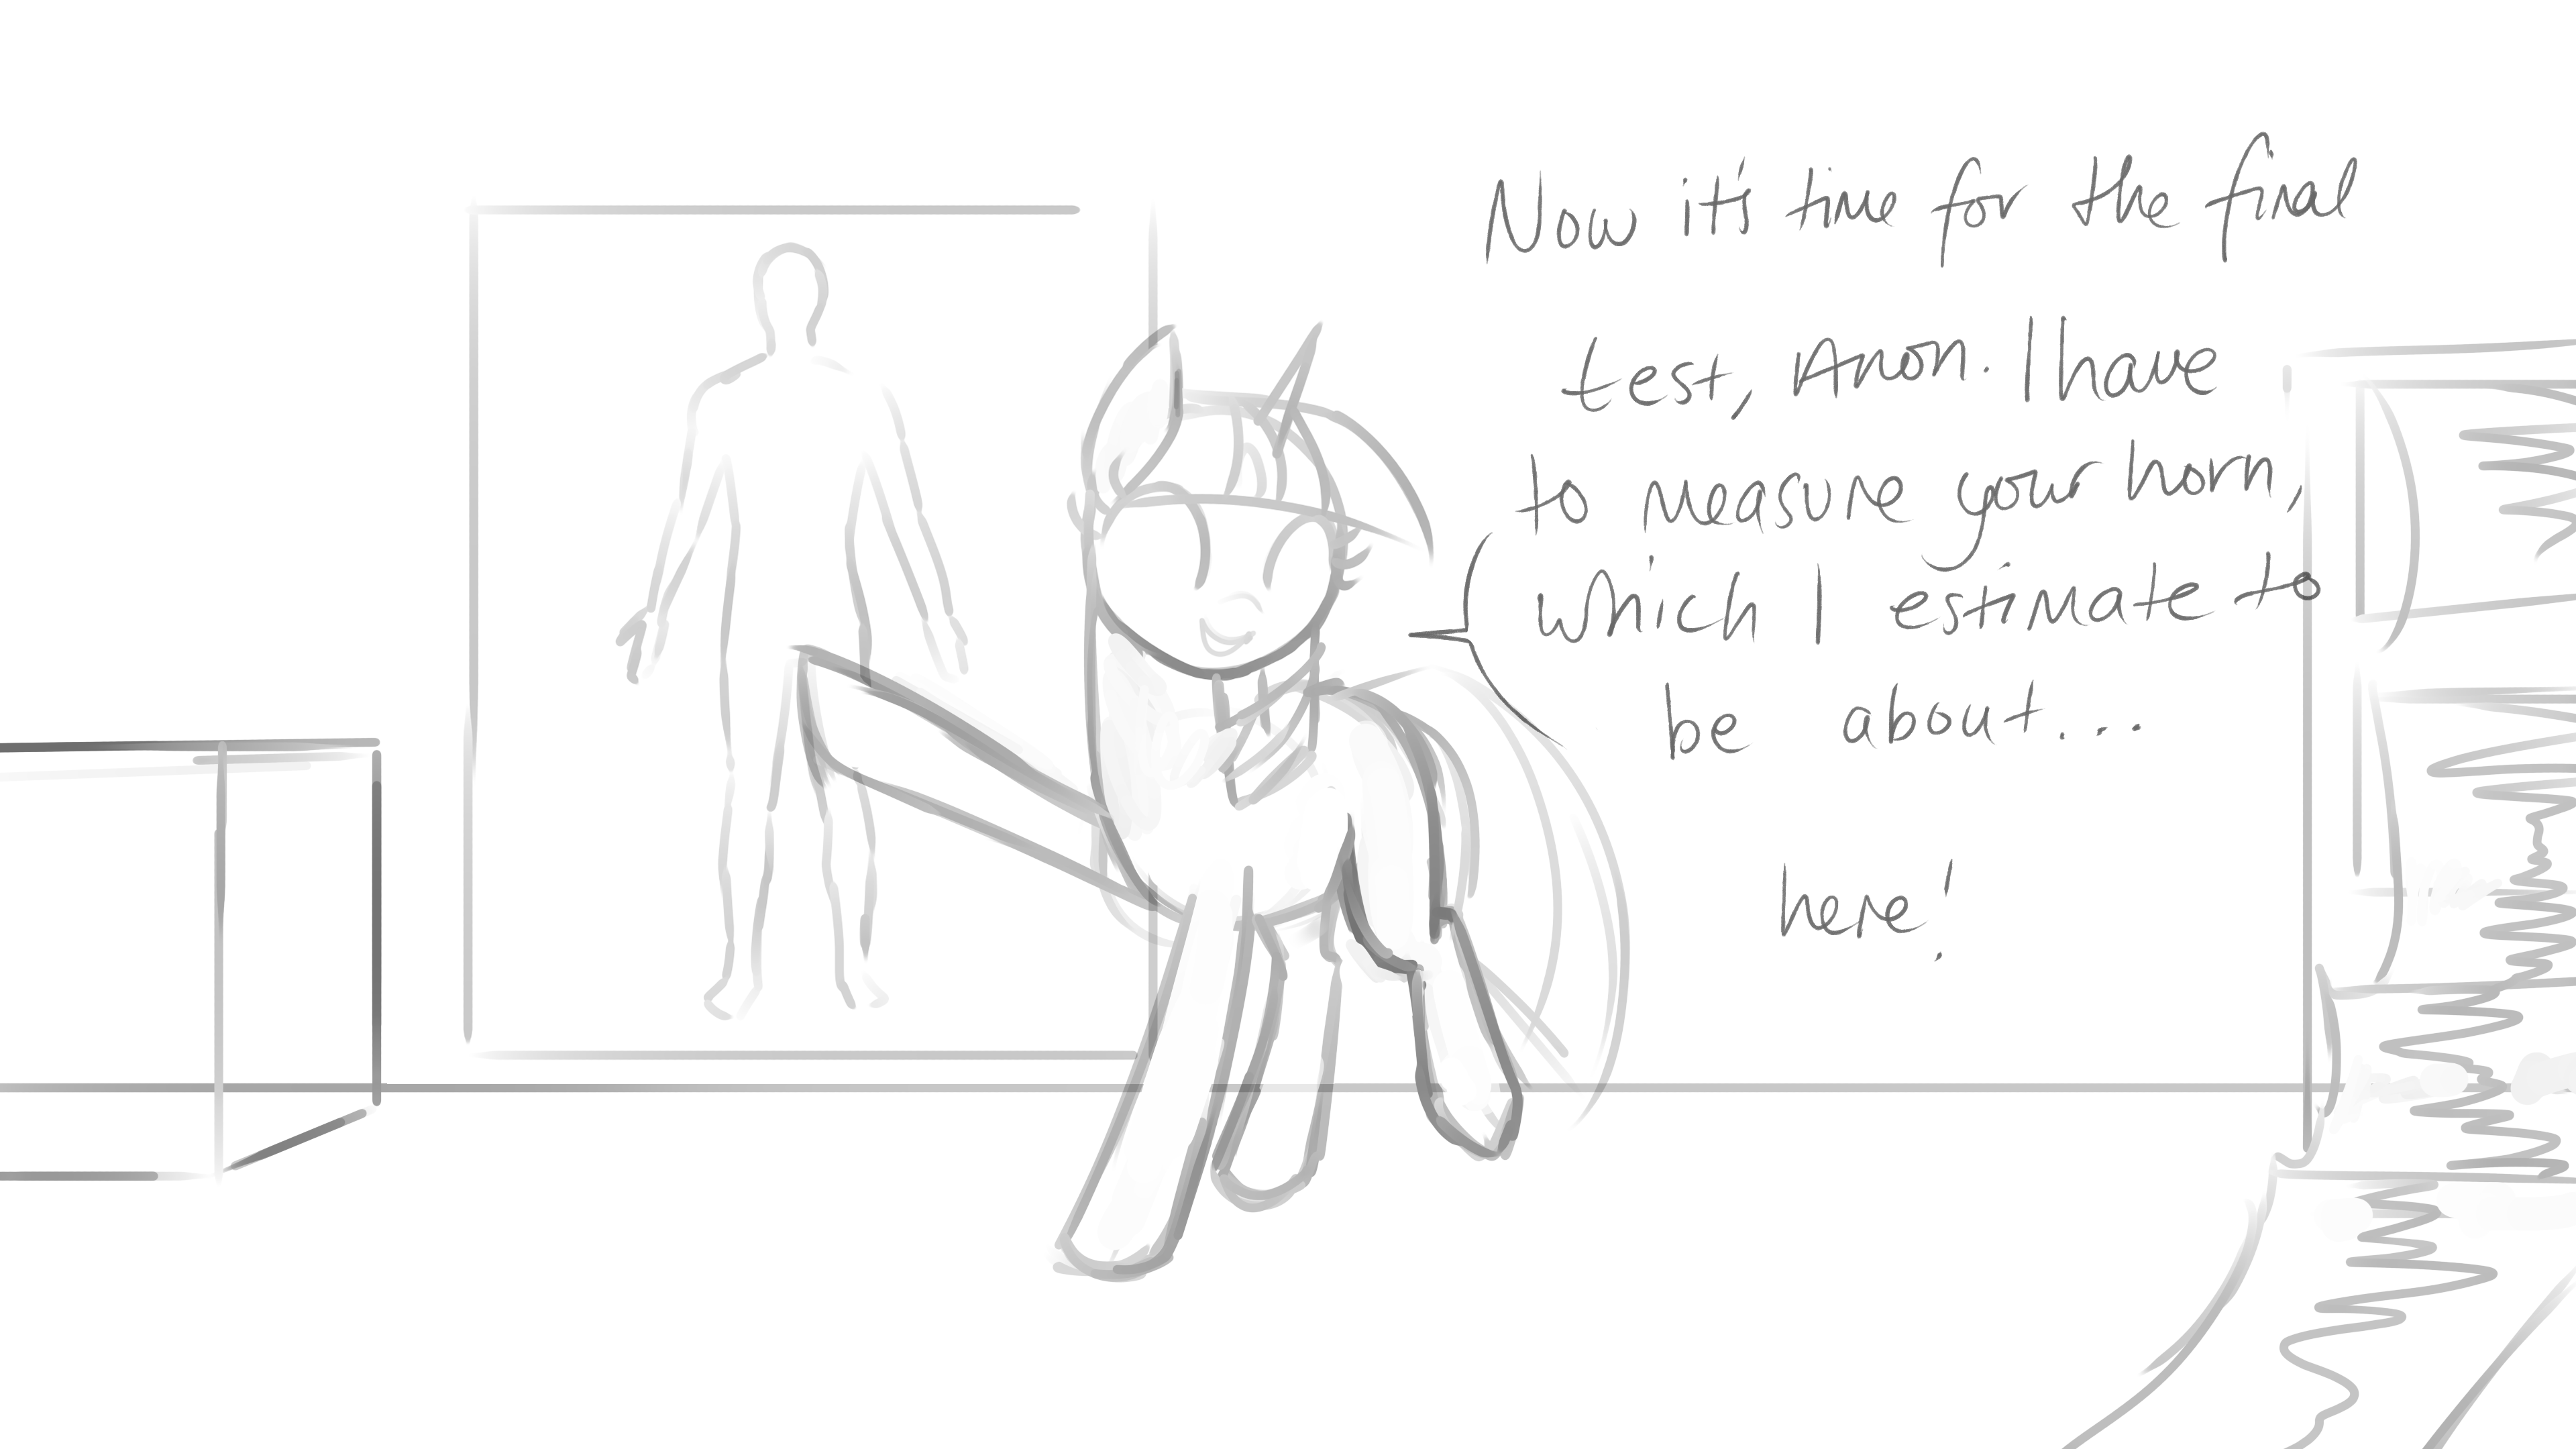 Now it's time for the final
test, Anon. I have
to measure your horn,
which I estimate to
be about...
here!